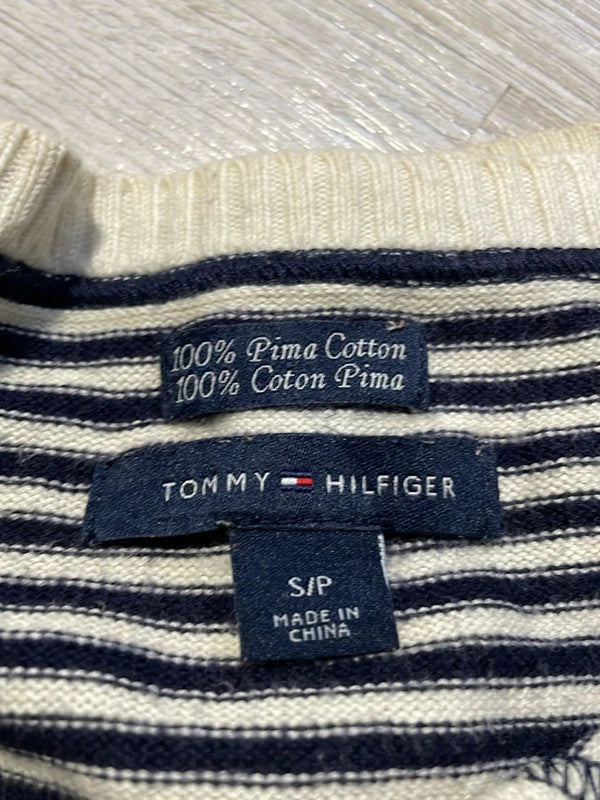 100% Pima Cotton
100% Coton Pima
TOMMY HILFIGER
S/P
MADE IN
CHINA